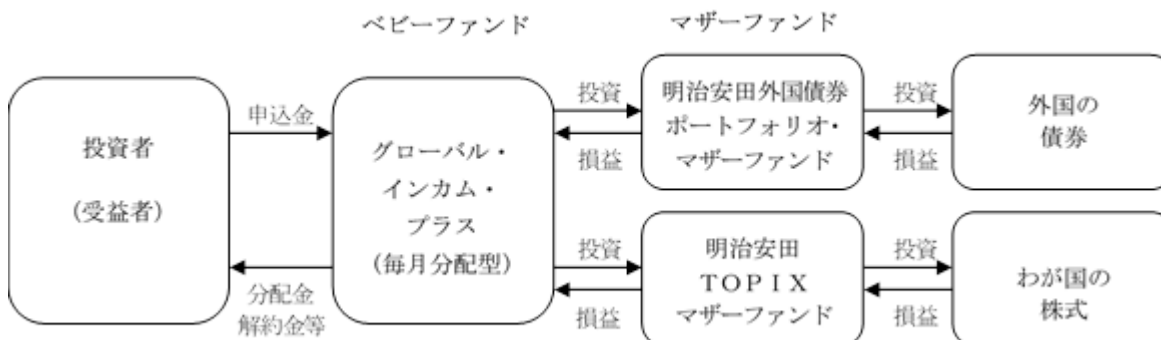 ベビーファンド
マザーファンド
投資者
(受益者)
申込金
分配金
解約金等
グローバル・
インカム・
プラス
(毎月分配型)
投資
損益
明治安田外国債券
ポートフォリオ・
マザーファンド
投資
損益
外国の
債券
投資
損益
明治安田
TOPIX
マザーファンド
投資
損益
わが国の
株式